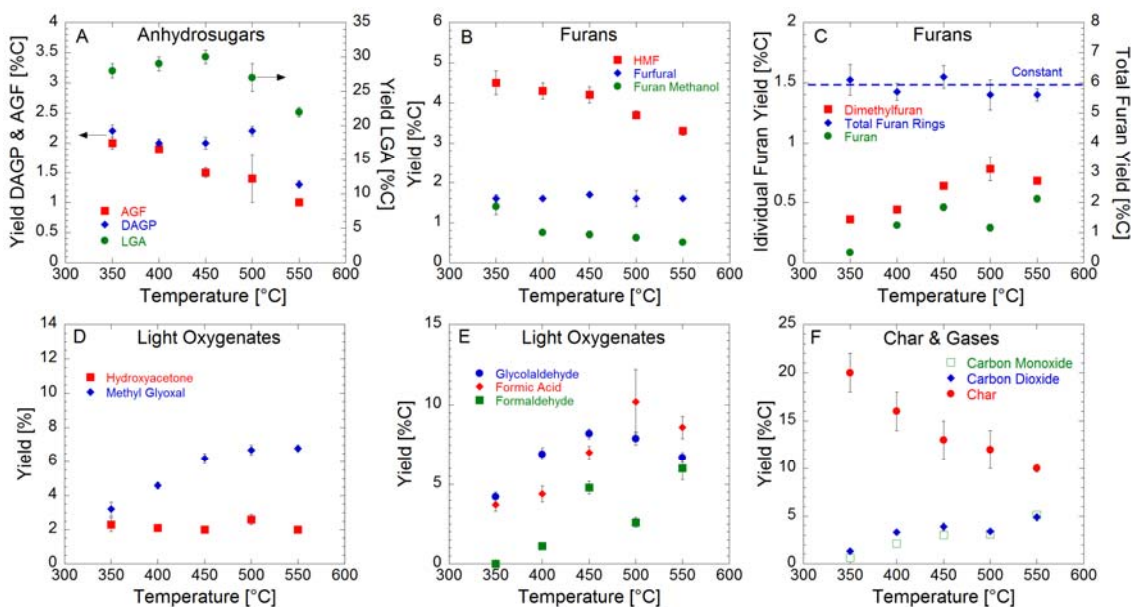 A Anhydrosugars
Yield DAGP & AGF [%C]
4
3.5
3
2.5
2
1.5
1
0.5
0
35
30
25
20
15
10
5
0
Yield LGA [%C]
AGF
DAGP
LGA
300 350 400 450 500 550 600
Temperature [°C]
B Furans
Yield [%C]
6
5
4
3
2
1
0
HMF
Furfural
Furan Methanol
300 350 400 450 500 550 600
Temperature [°C]
C Furans
Idividual Furan Yield [%C]
2
1.5
1
0.5
0
8
7
6
5
4
3
2
1
0
Total Furan Yield [%C]
Constant
Dimethylfuran
Total Furan Rings
Furan
300 350 400 450 500 550 600
Temperature [°C]
D Light Oxygenates
Yield [%]
14
12
10
8
6
4
2
0
Hydroxyacetone
Methyl Glyoxal
300 350 400 450 500 550 600
Temperature [°C]
E Light Oxygenates
Yield [%C]
15
10
5
0
Glycolaldehyde
Formic Acid
Formaldehyde
300 350 400 450 500 550 600
Temperature [°C]
F Char & Gases
Yield [%C]
25
20
15
10
5
0
Carbon Monoxide
Carbon Dioxide
Char
300 350 400 450 500 550 600
Temperature [°C]